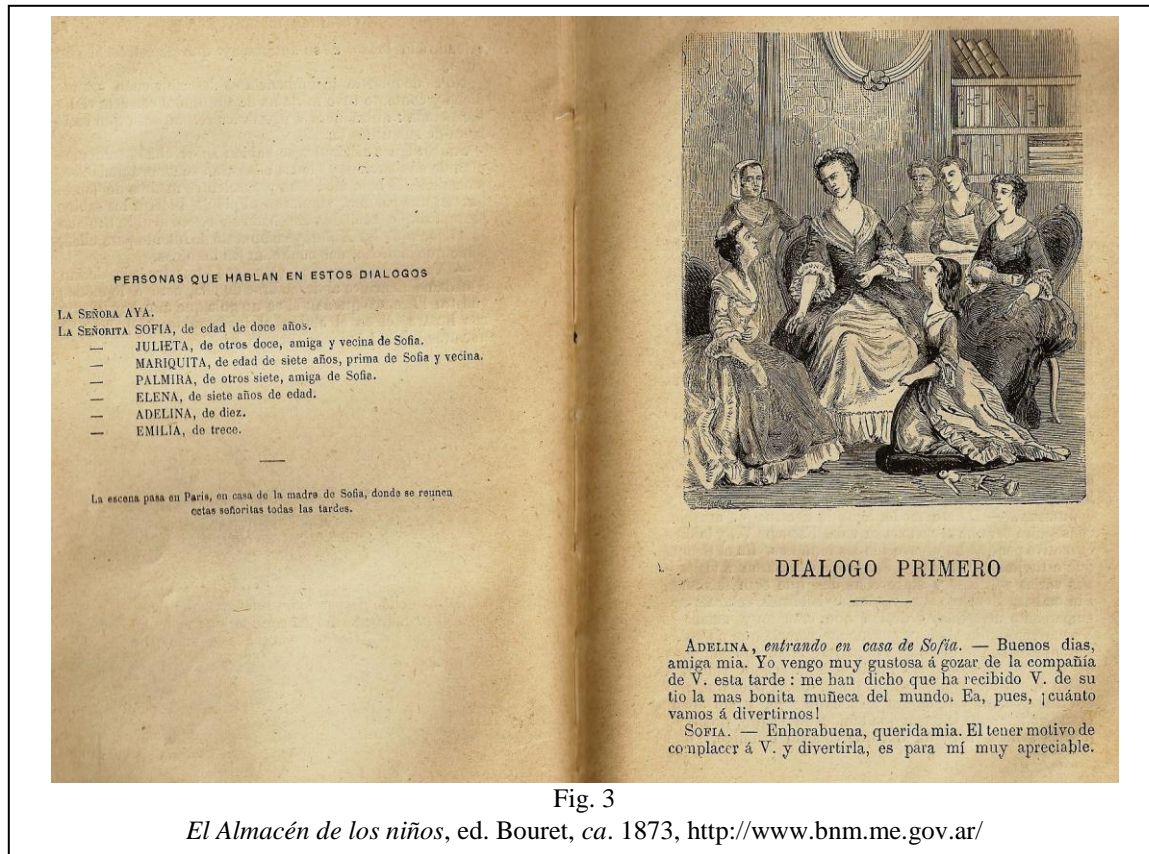 PERSONAS QUE HABLAN EN ESTOS DIALOGOS
LA SEÑORA AYA.
LA SEÑORITA SOFIA, de edad de doce años.
— JULIETA, de otros doce, amiga y vecina de Sofia.
— MARIQUITA, de edad de siete años, prima de Sofia y vecina.
— PALMIRA, de otros siete, amiga de Sofia.
— ELENA, de siete años de edad.
— ADELINA, de diez.
— EMILIA, de trece.
La escena pasa en Paris, en casa de la madre de Sofia, donde se reunen
estas señoritas todas las tardes.
DIALOGO PRIMERO
ADELINA, entrando en casa de Sofia. — Buenos dias,
amiga mia. Yo vengo muy gustosa á gozar de la compañía
de V. esta tarde : me han dicho que ha recibido V. de su
tio la mas bonita muñeca del mundo. Ea, pues, ¡cuánto
vamos á divertirnos!
SOFIA. — Enhorabuena, querida mia. El tener motivo de
complacer á V. y divertirla, es para mí muy apreciable.
Fig. 3
El Almacén de los niños, ed. Bouret, ca. 1873, http://www.bnm.me.gov.ar/